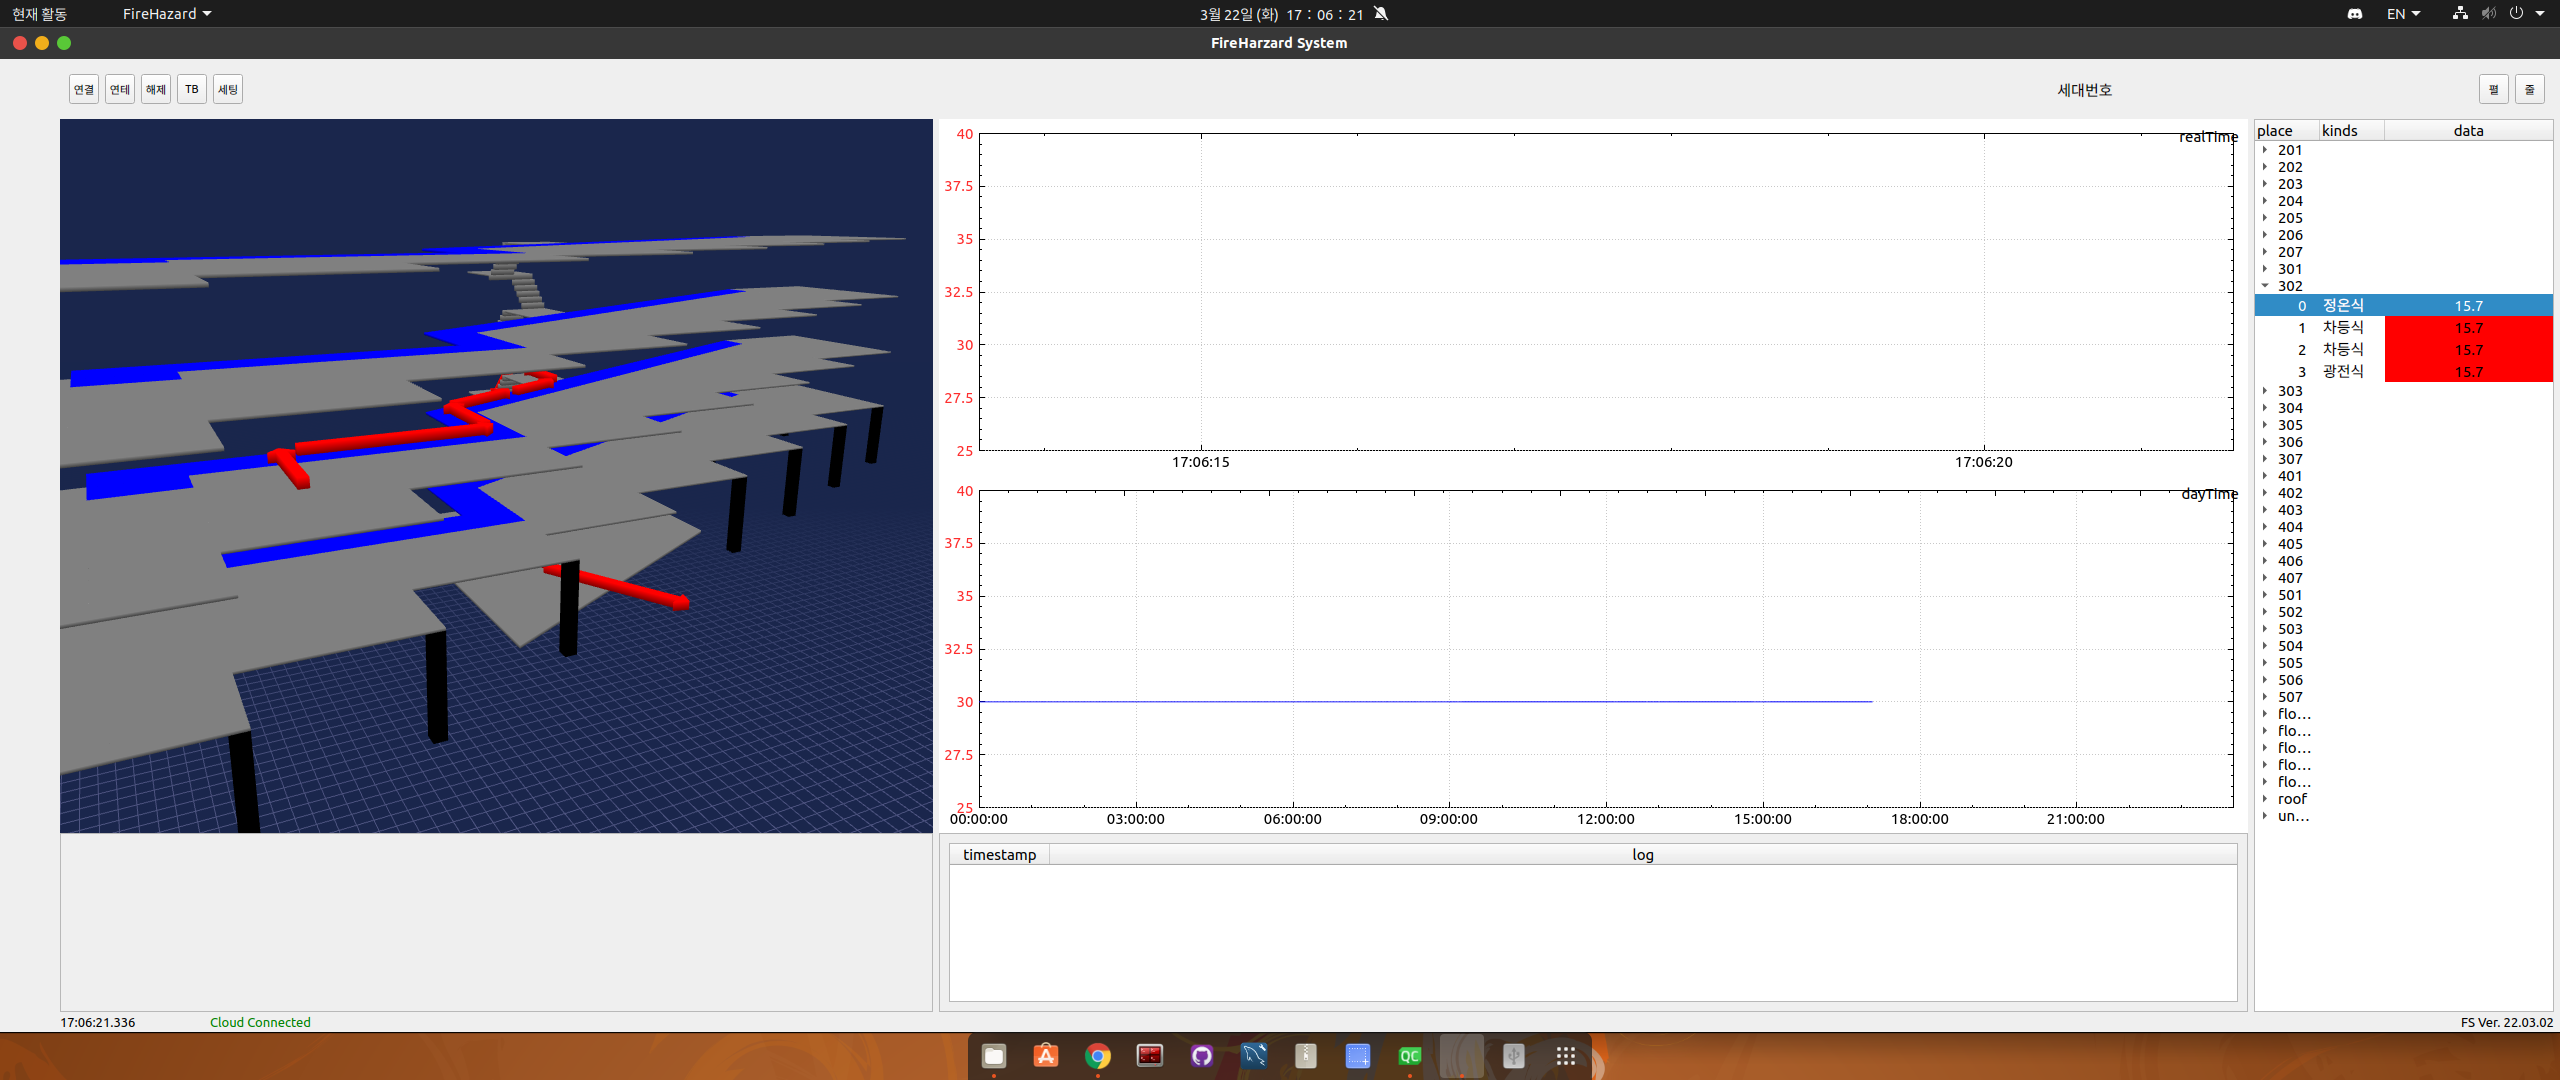 현재 활동 FireHazard 3월 22일 (화) 17 : 06 : 21 EN
FireHarzard System
연결 연테 해제 TB 세팅 세대번호 펼 줄
realTime
40
37.5
35
32.5
30
27.5
25
17:06:15 17:06:20
dayTime
40
37.5
35
32.5
30
27.5
25
00:00:00 03:00:00 06:00:00 09:00:00 12:00:00 15:00:00 18:00:00 21:00:00
timestamp log
place kinds data
201
202
203
204
205
206
207
301
302
0 정온식 15.7
1 차등식 15.7
2 차등식 15.7
3 광전식 15.7
303
304
305
306
307
401
402
403
404
405
406
407
501
502
503
504
505
506
507
flo...
flo...
flo...
flo...
flo...
roof
un...
17:06:21.336 Cloud Connected FS Ver. 22.03.02
QC